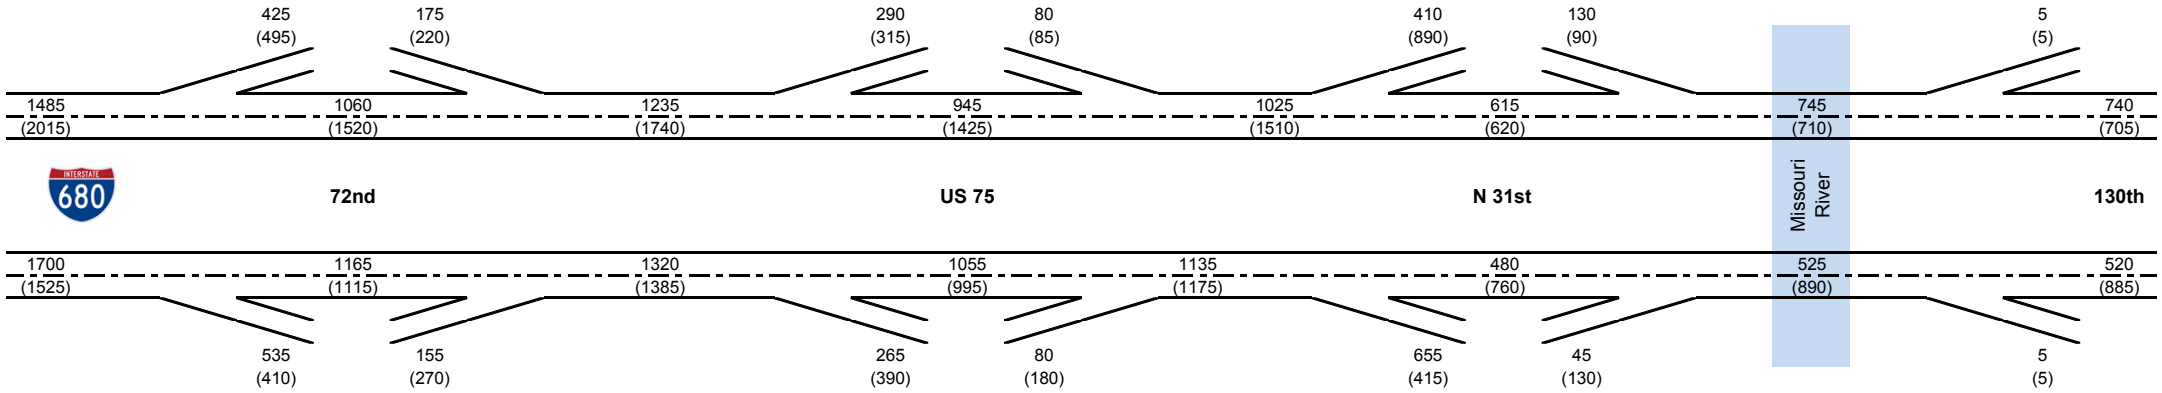 425 175 290 80 410 130 5
(495) (220) (315) (85) (890) (90) (5)
1485 1060 1235 945 1025 615 745 740
(2015) (1520) (1740) (1425) (1510) (620) (710) (705)
INTERSTATE
680 72nd US 75 N 31st Missouri River 130th
1700 1165 1320 1055 1135 480 525 520
(1525) (1115) (1385) (995) (1175) (760) (890) (885)
535 155 265 80 655 45 5
(410) (270) (390) (180) (415) (130) (5)